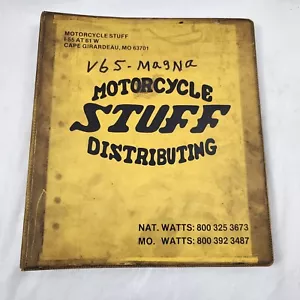 MOTORCYCLE STUFF
I-55 AT 61 W
CAPE GIRARDEAU, MO 63701
V65-MagNa
MOTORCYCLE
STUFF
DISTRIBUTING
NAT. WATTS: 800 325 3673
MO. WATTS: 800 392 3487